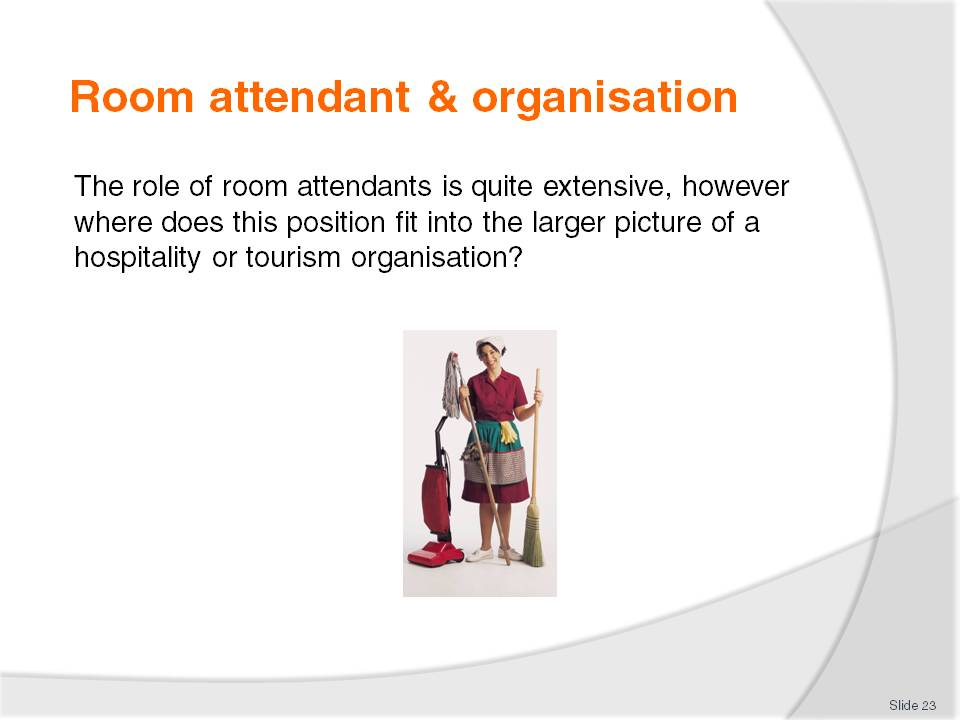 Room attendant & organisation
The role of room attendants is quite extensive, however
where does this position fit into the larger picture of a
hospitality or tourism organisation?
Slide 23